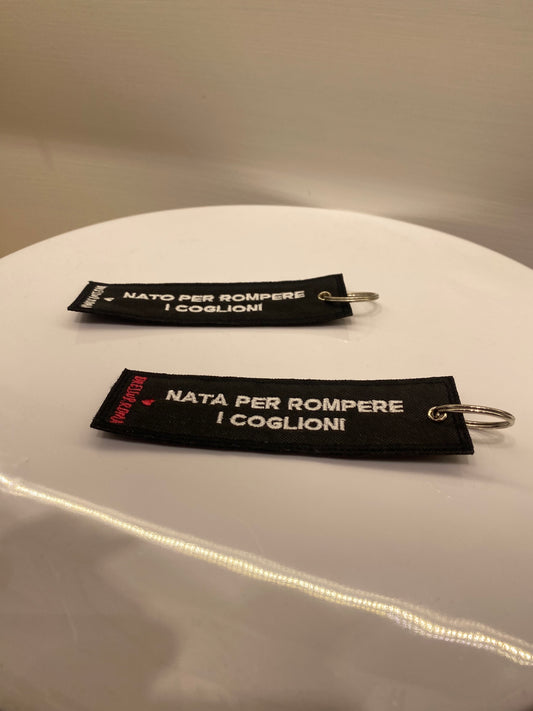 NATO PER ROMPERE
I COGLIONI
NATA PER ROMPERE
I COGLIONI